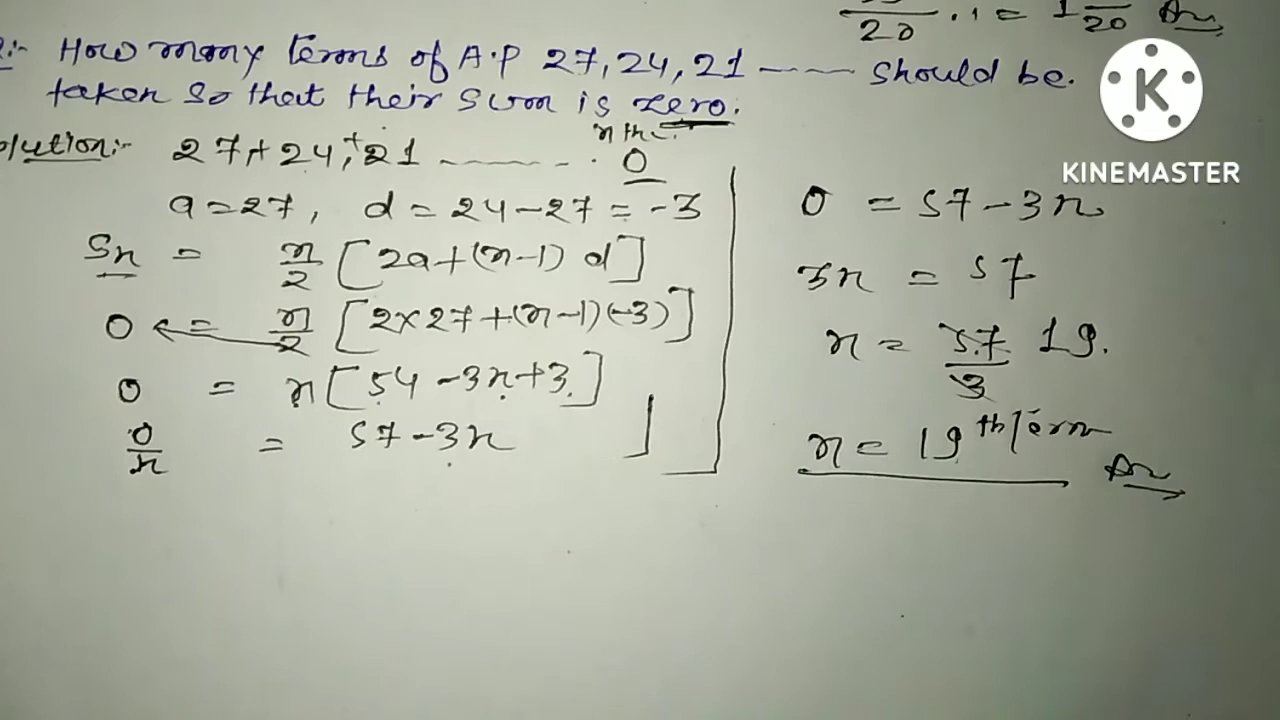 20 . 1 = 1 20 Ans
How many terms of A.P 27, 24, 21 ------ should be.
taken so that their sum is zero.
K
KINEMASTER
Solution:- 27 + 24 + 21 -------- . 0
nth
a = 27, d = 24 - 27 = -3
Sn = n/2 [2a + (n-1) d]
0 = n/2 [2×27 + (n-1)(-3)]
0 = n [54 - 3n + 3]
0/n = 57 - 3n
0 = 57 - 3n
3n = 57
n = 57/3 19.
n = 19th term Ans